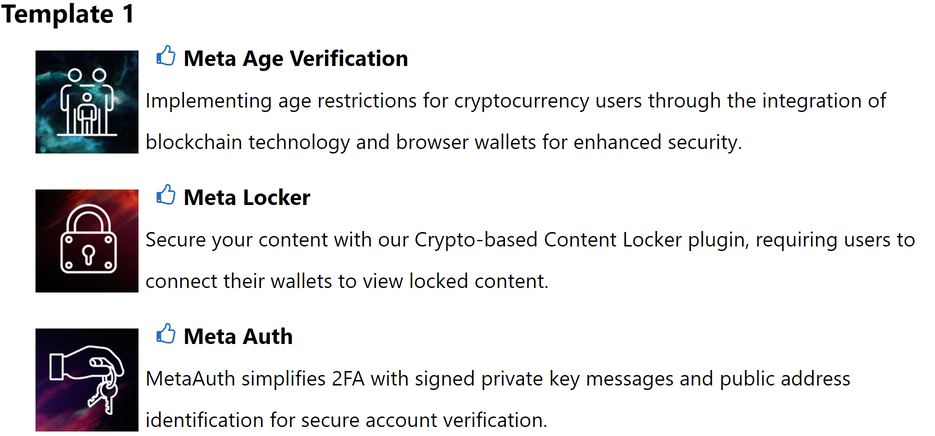 Template 1
Meta Age Verification
Implementing age restrictions for cryptocurrency users through the integration of
blockchain technology and browser wallets for enhanced security.
Meta Locker
Secure your content with our Crypto-based Content Locker plugin, requiring users to
connect their wallets to view locked content.
Meta Auth
MetaAuth simplifies 2FA with signed private key messages and public address
identification for secure account verification.